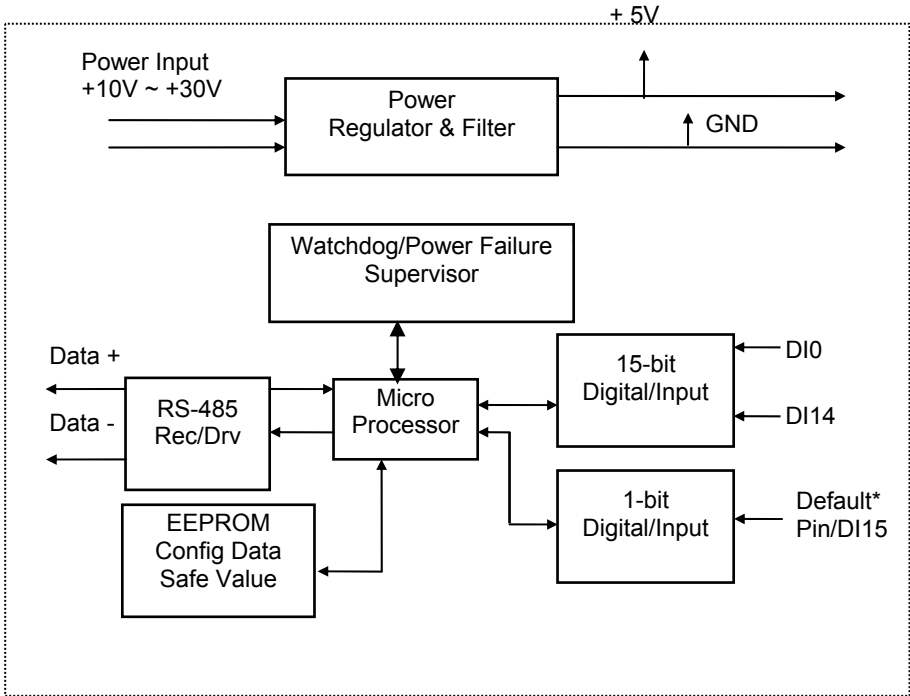 + 5V
Power Input
+10V ~ +30V
Power
Regulator & Filter
GND
Watchdog/Power Failure
Supervisor
Data +
Data -
RS-485
Rec/Drv
Micro
Processor
15-bit
Digital/Input
DI0
DI14
EEPROM
Config Data
Safe Value
1-bit
Digital/Input
Default*
Pin/DI15